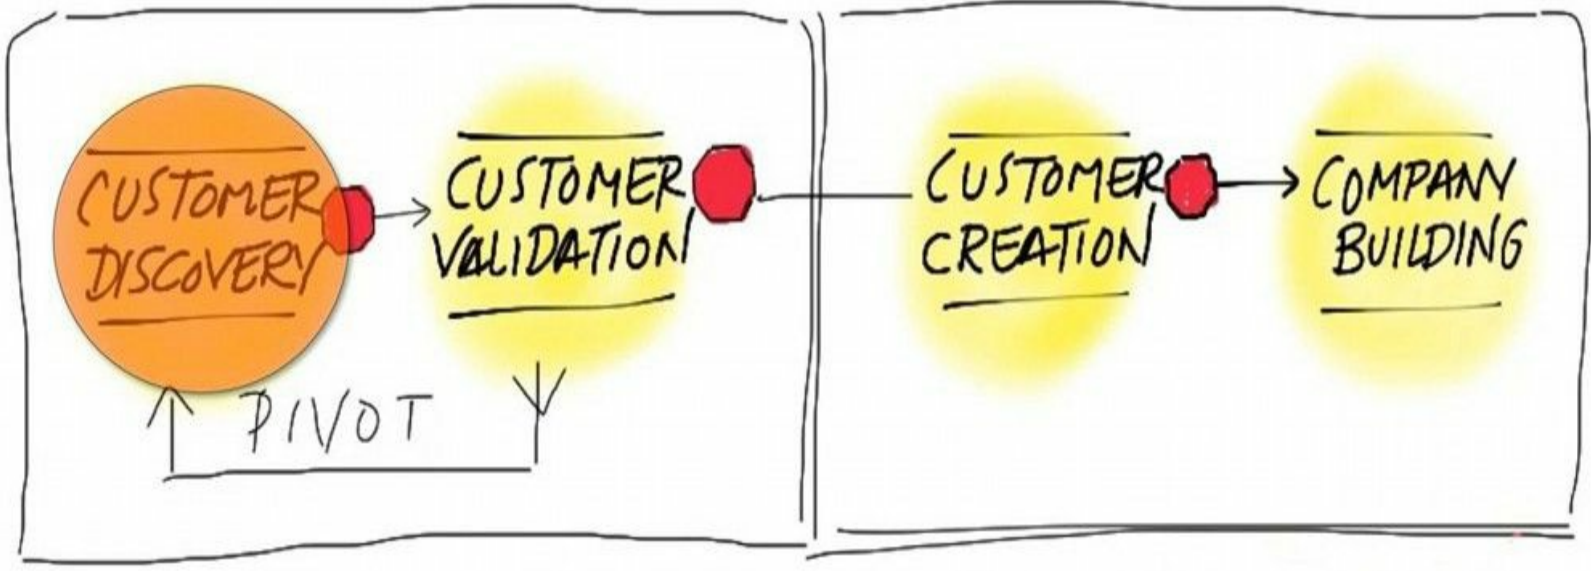 CUSTOMER
DISCOVERY
CUSTOMER
VALIDATION
PIVOT
CUSTOMER
CREATION
COMPANY
BUILDING